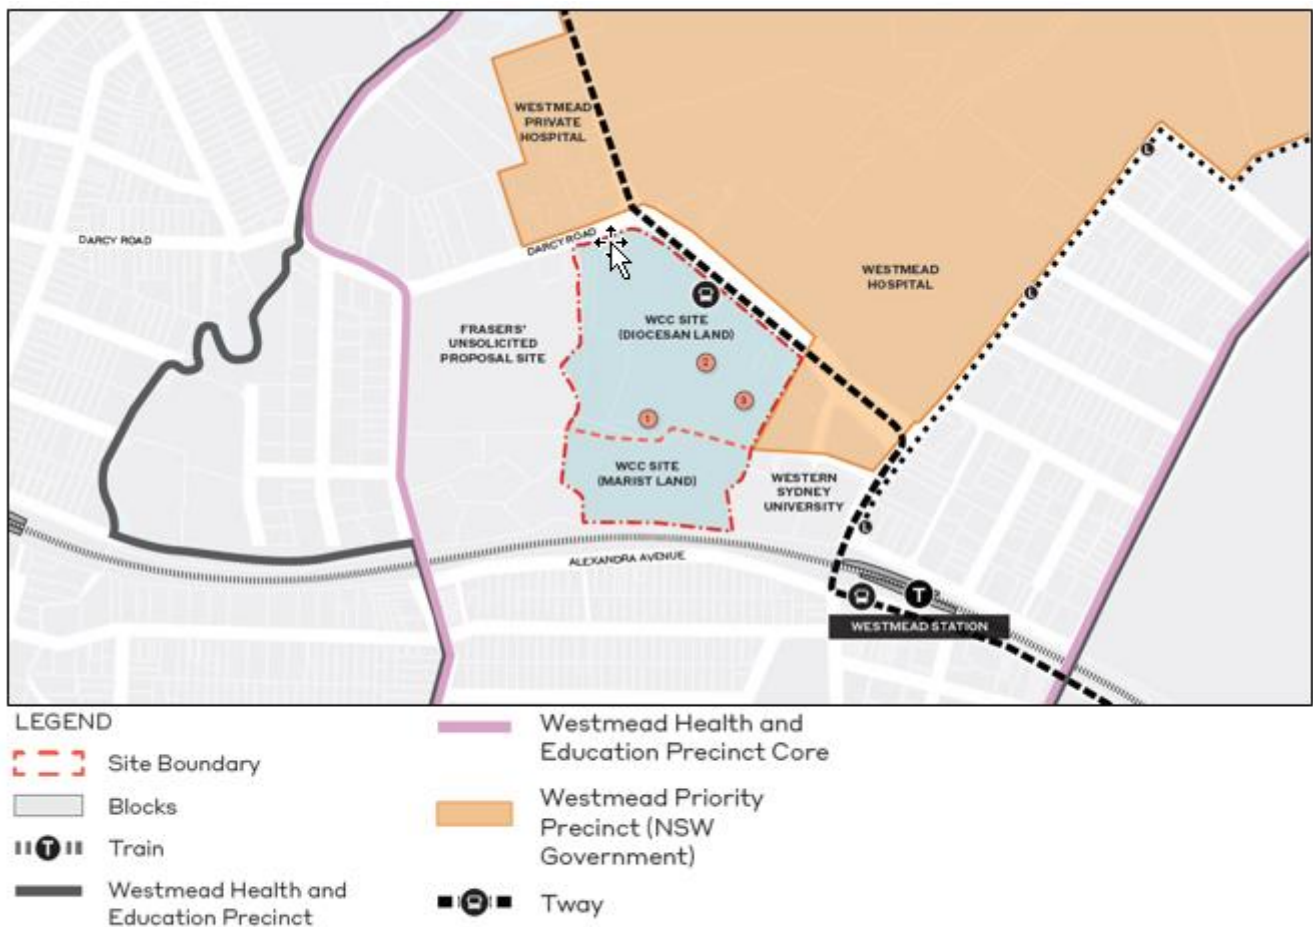 WESTMEAD
PRIVATE
HOSPITAL
DARCY ROAD
DARCY ROAD
WESTMEAD
HOSPITAL
WCC SITE
(DIOCESAN LAND)
FRASERS'
UNSOLICITED
PROPOSAL SITE
2
3
1
WCC SITE
(MARIST LAND)
WESTERN
SYDNEY
UNIVERSITY
L
L
L
ALEXANDRA AVENUE
T
WESTMEAD STATION
LEGEND
Site Boundary
Blocks
T Train
Westmead Health and
Education Precinct
Westmead Health and
Education Precinct Core
Westmead Priority
Precinct (NSW
Government)
Tway